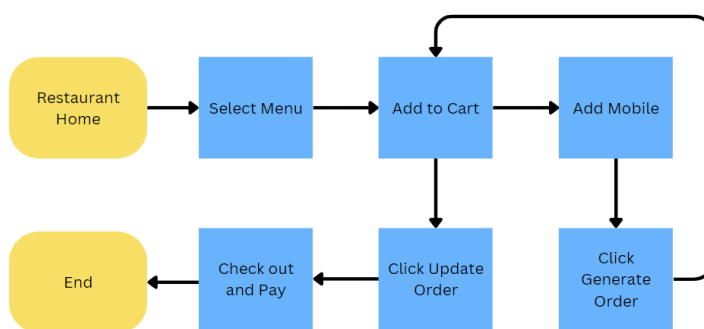 Restaurant
Home
Select Menu
Add to Cart
Add Mobile
End
Check out
and Pay
Click Update
Order
Click
Generate
Order